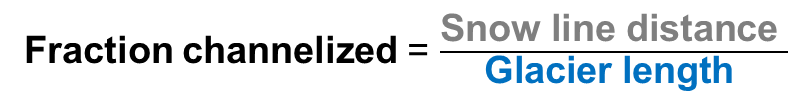 Fraction channelized = Snow line distance
Glacier length